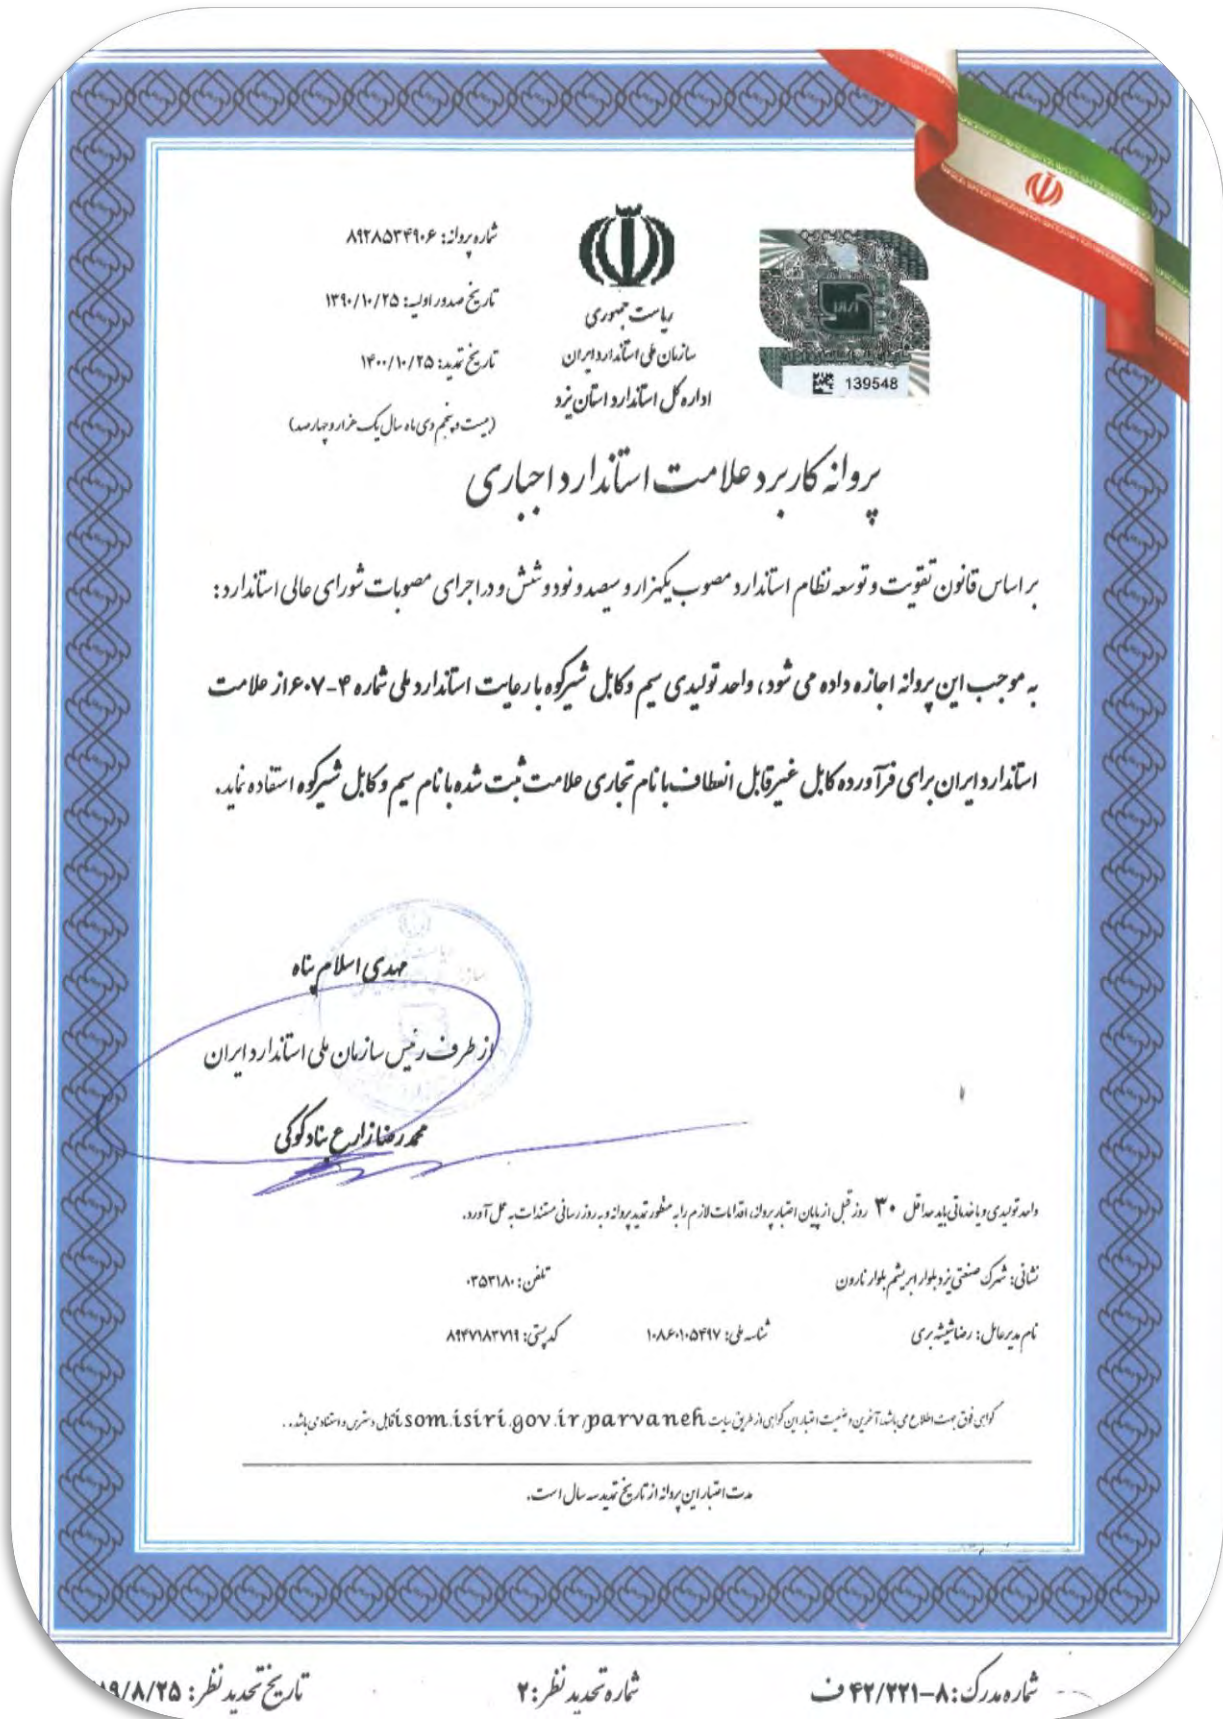 شماره پروانه: ۸۹۲۸۵۳۴۹۰۶
تاریخ صدور اولیه: ۱۳۹۰/۱۰/۲۵
تاریخ تمدید: ۱۴۰۰/۱۰/۲۵
(بیست و پنجم دی ماه سال یک هزار و چهارصد)
ریاست جمهوری
سازمان ملی استاندارد ایران
اداره کل استاندارد استان یزد
139548
پروانه کاربرد علامت استاندارد اجباری
بر اساس قانون تقویت و توسعه نظام استاندارد مصوب یکهزار و سیصد و نود و شش و در اجرای مصوبات شورای عالی استاندارد :
به موجب این پروانه اجازه داده می شود، واحد تولیدی سیم و کابل شیرکوه با رعایت استاندارد ملی شماره ۴-۶۰۷ از علامت
استاندارد ایران برای فرآورده کابل غیرقابل انعطاف با نام تجاری علامت ثبت شده با نام سیم و کابل شیرکوه استفاده نماید.
مهدی اسلام پناه
از طرف رئیس سازمان ملی استاندارد ایران
محمدرضا زارع بنادکوکی
واحد تولیدی و یا خدماتی باید حداقل ۳۰ روز قبل از پایان اعتبار پروانه، اقدامات لازم را به منظور تمدید پروانه و به روز رسانی مستندات به عمل آورد.
نشانی: شهرک صنعتی یزد بلوار ابریشم بلوار نارون
تلفن: ۰۳۵۳۱۸۰
نام مدیرعامل: رضا شیشه بری
شناسه ملی: ۱۰۸۶۰۱۰۵۴۹۷
کد پستی: ۸۹۴۷۱۸۳۷۱۹
گواهی فوق جهت اطلاع می باشد، آخرین وضعیت اعتبار این گواهی از طریق سایت isom.isiri.gov.ir/parvaneh قابل دسترس و استناد می باشد. .
مدت اعتبار این پروانه از تاریخ تمدید سه سال است.
شماره مدرک: ۸-۴۲/۲۲۱ ف
شماره تجدید نظر: ۲
تاریخ تجدید نظر: ۹/۸/۲۵